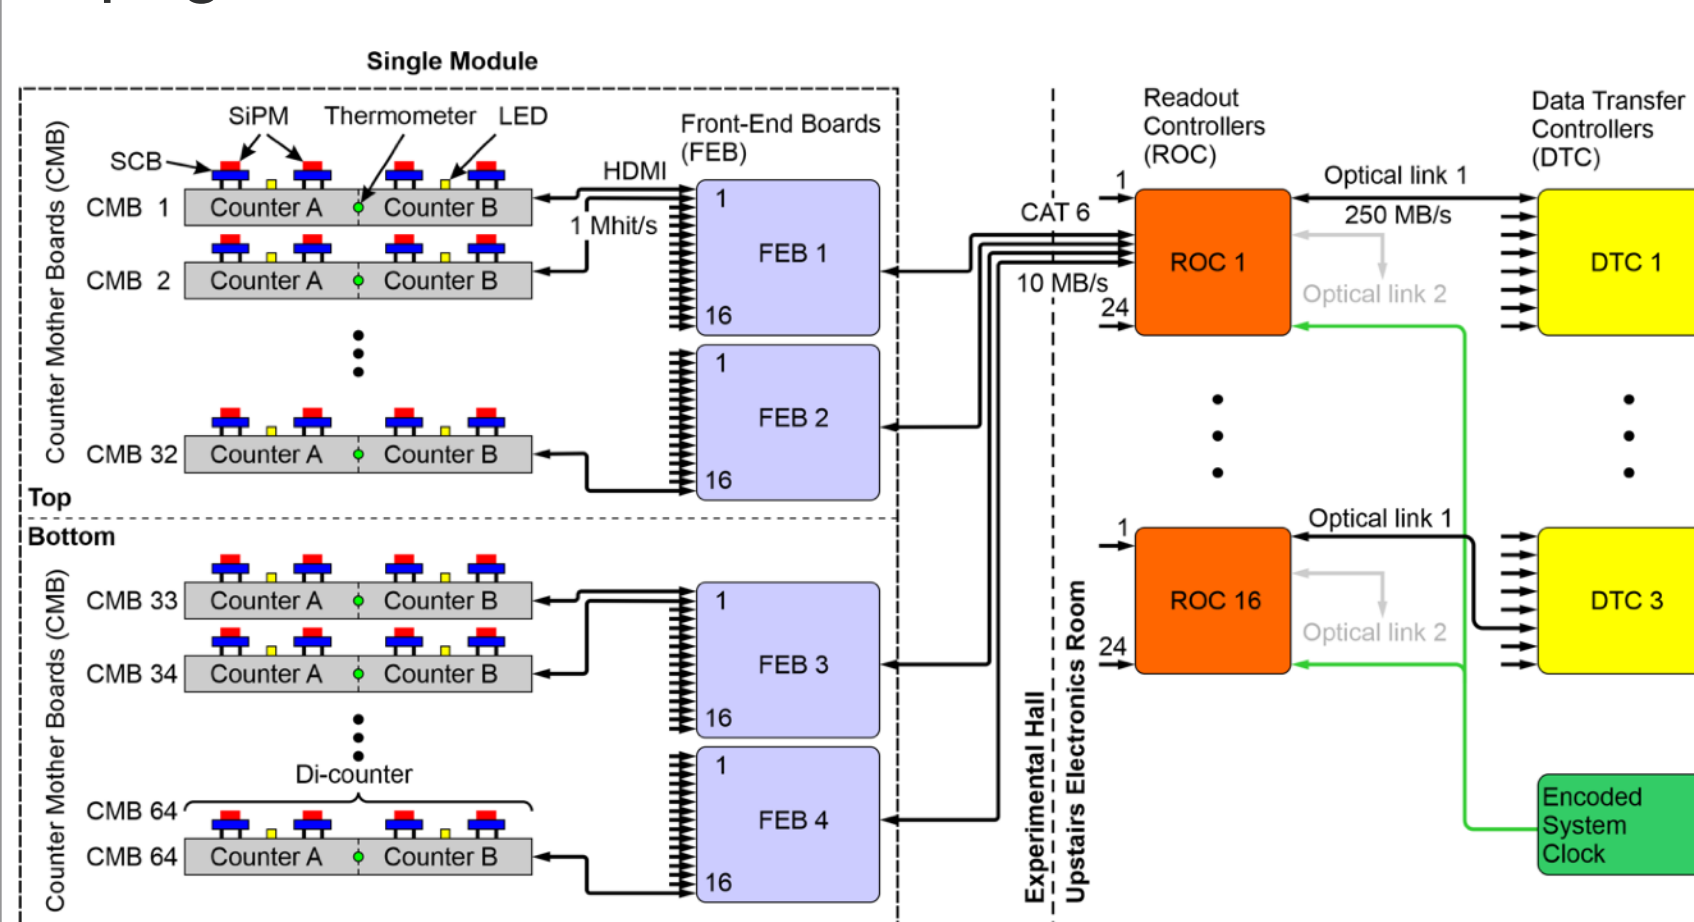 Single Module
SiPM
Thermometer
LED
SCB
Counter Mother Boards (CMB)
CMB 1
Counter A
Counter B
CMB 2
Counter A
Counter B
CMB 32
Counter A
Counter B
Top
HDMI
1 Mhit/s
Front-End Boards
(FEB)
1
FEB 1
16
1
FEB 2
16
Bottom
Counter Mother Boards (CMB)
CMB 33
Counter A
Counter B
CMB 34
Counter A
Counter B
Di-counter
CMB 64
CMB 64
Counter A
Counter B
1
FEB 3
16
1
FEB 4
16
CAT 6
10 MB/s
Experimental Hall
Upstairs Electronics Room
Readout
Controllers
(ROC)
1
ROC 1
24
1
ROC 16
24
Optical link 1
250 MB/s
Optical link 2
Optical link 1
Optical link 2
Data Transfer
Controllers
(DTC)
DTC 1
DTC 3
Encoded
System
Clock